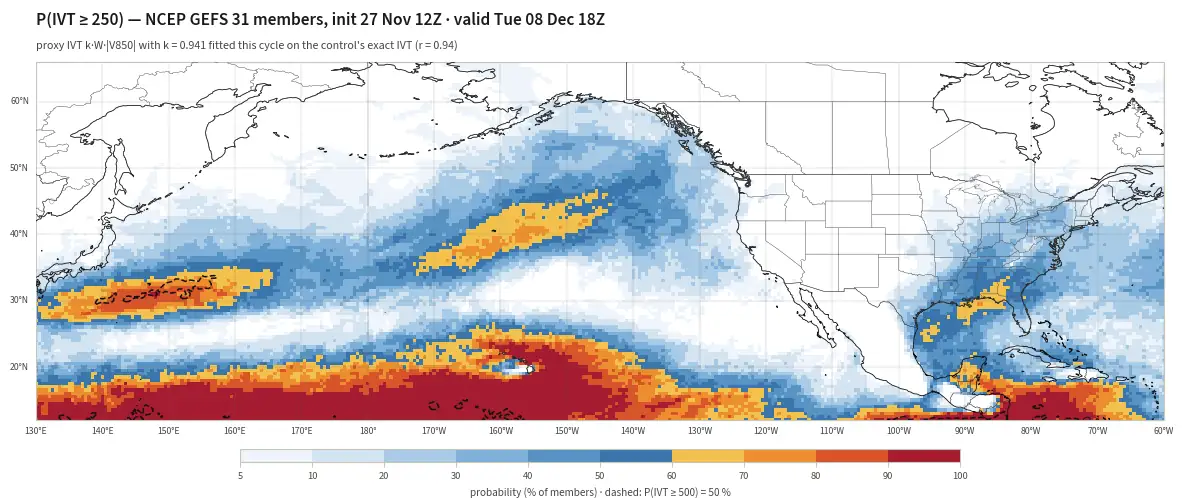 P(IVT ≥ 250) — NCEP GEFS 31 members, init 27 Nov 12Z · valid Tue 08 Dec 18Z
proxy IVT k·W·|V850| with k = 0.941 fitted this cycle on the control's exact IVT (r = 0.94)
60°N
50°N
40°N
30°N
20°N
130°E 140°E 150°E 160°E 170°E 180° 170°W 160°W 150°W 140°W 130°W 120°W 110°W 100°W 90°W 80°W 70°W 60°W
5 10 20 30 40 50 60 70 80 90 100
probability (% of members) · dashed: P(IVT ≥ 500) = 50 %